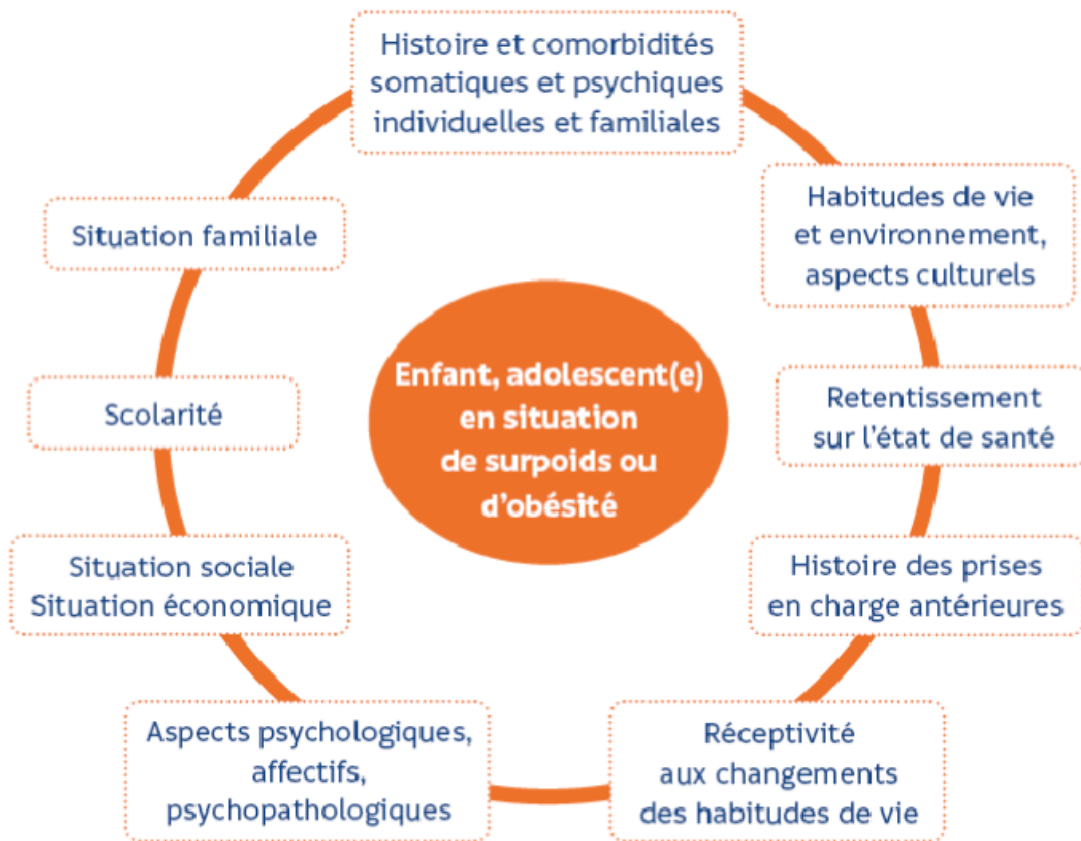 Histoire et comorbidités
somatiques et psychiques
individuelles et familiales
Habitudes de vie
et environnement,
aspects culturels
Retentissement
sur l'état de santé
Histoire des prises
en charge antérieures
Réceptivité
aux changements
des habitudes de vie
Aspects psychologiques,
affectifs,
psychopathologiques
Situation sociale
Situation économique
Scolarité
Situation familiale
Enfant, adolescent(e)
en situation
de surpoids ou
d'obésité